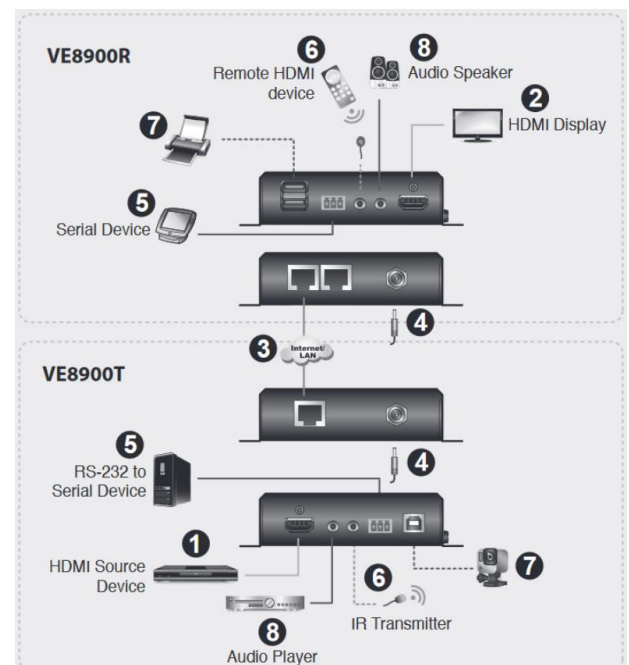 VE8900R
6
8
Remote HDMI
device
Audio Speaker
2
HDMI Display
7
5
Serial Device
3
Internet/
LAN
4
VE8900T
5
RS-232 to
Serial Device
4
1
HDMI Source
Device
7
6
IR Transmitter
8
Audio Player